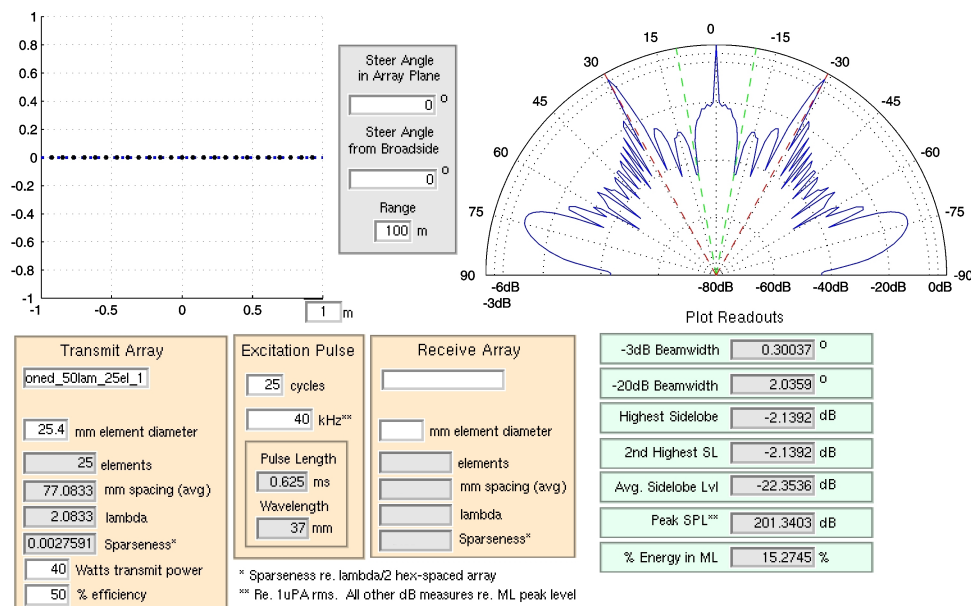 1
0.8
0.6
0.4
0.2
0
-0.2
-0.4
-0.6
-0.8
-1
-1 -0.5 0 0.5 1
1 m
Steer Angle
in Array Plane
0 o
Steer Angle
from Broadside
0 o
Range
100 m
90 75 60 45 30 15 0 -15 -30 -45 -60 -75 -90
-6dB -80dB -60dB -40dB -20dB 0dB
-3dB
Transmit Array
oned_50lam_25el_1
25.4 mm element diameter
25 elements
77.0833 mm spacing (avg)
2.0833 lambda
0.0027591 Sparseness*
40 Watts transmit power
50 % efficiency
Excitation Pulse
25 cycles
40 kHz**
Pulse Length
0.625 ms
Wavelength
37 mm
Receive Array
mm element diameter
elements
mm spacing (avg)
lambda
Sparseness*
* Sparseness re. lambda/2 hex-spaced array
** Re. 1uPA rms. All other dB measures re. ML peak level
Plot Readouts
-3dB Beamwidth 0.30037 o
-20dB Beamwidth 2.0359 o
Highest Sidelobe -2.1392 dB
2nd Highest SL -2.1392 dB
Avg. Sidelobe Lvl -22.3536 dB
Peak SPL** 201.3403 dB
% Energy in ML 15.2745 %